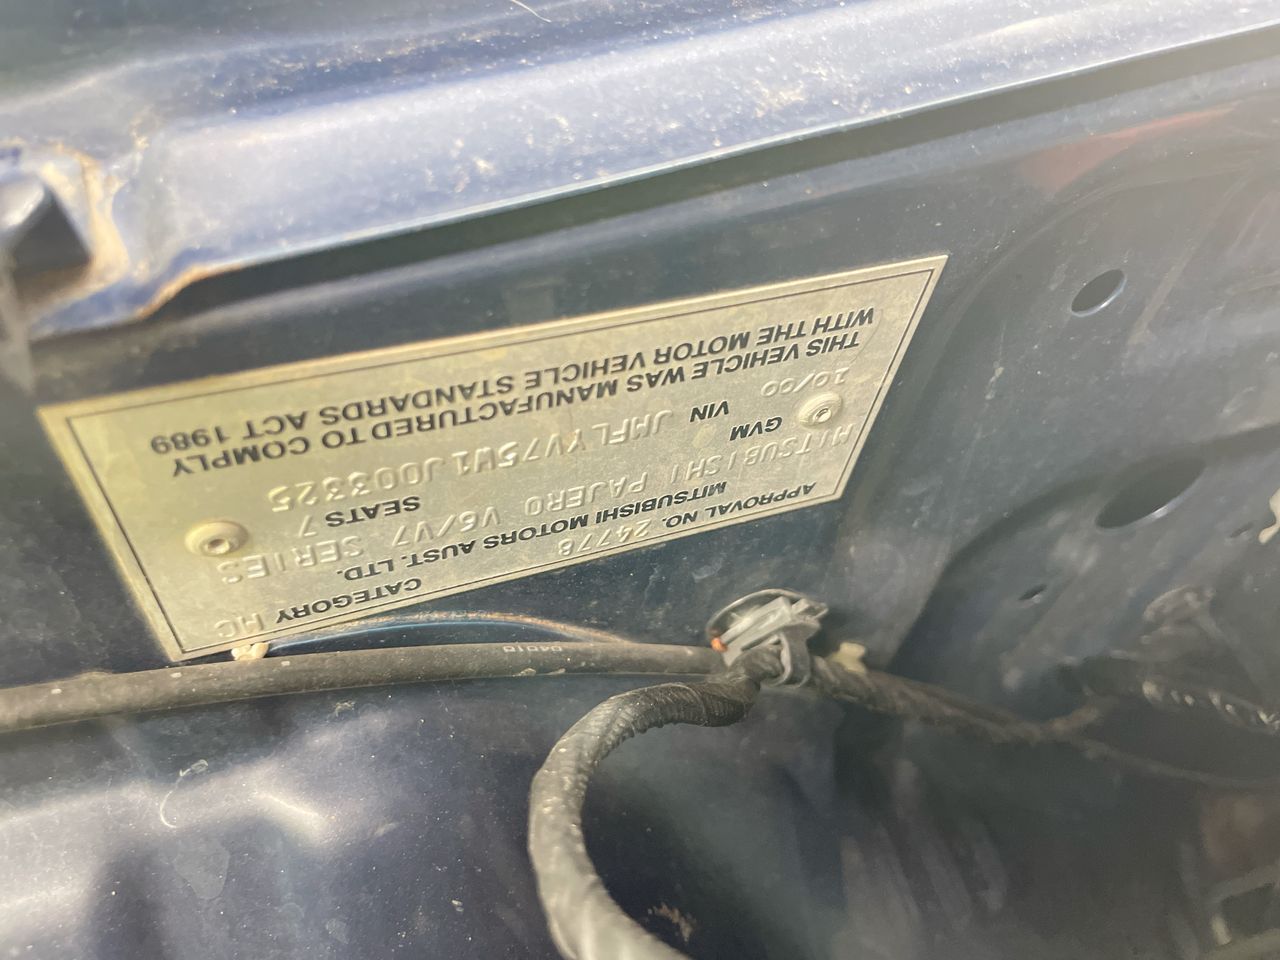 APPROVAL NO. 24778 CATEGORY MC
MITSUBISHI MOTORS AUST. LTD.
MITSUBISHI PAJERO V6/V7 SERIES
GVM SEATS 7
VIN JMFLYV75W1J003325
10/00
THIS VEHICLE WAS MANUFACTURED TO COMPLY
WITH THE MOTOR VEHICLE STANDARDS ACT 1989